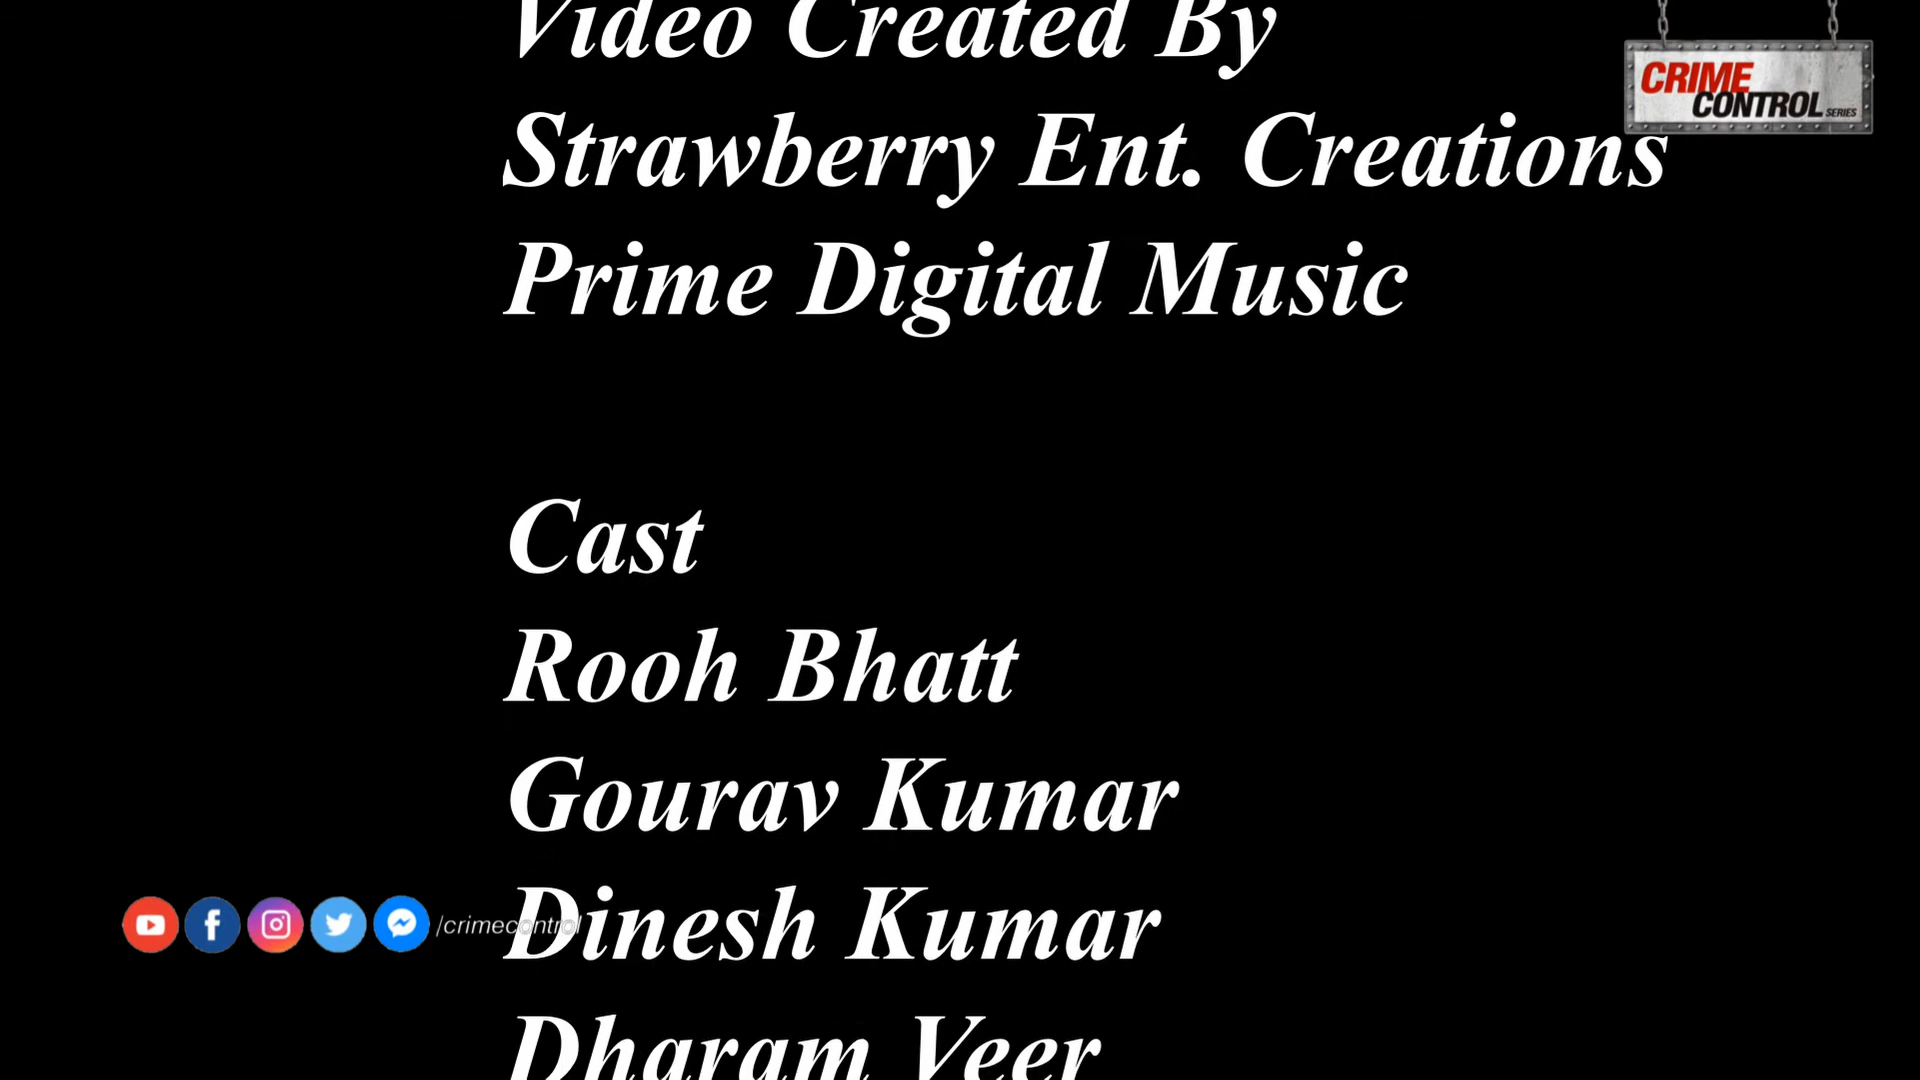 Video Created By
CRIME
CONTROL SERIES
Strawberry Ent. Creations
Prime Digital Music
Cast
Rooh Bhatt
Gourav Kumar
/crimecontrol
Dinesh Kumar
Dharam Veer